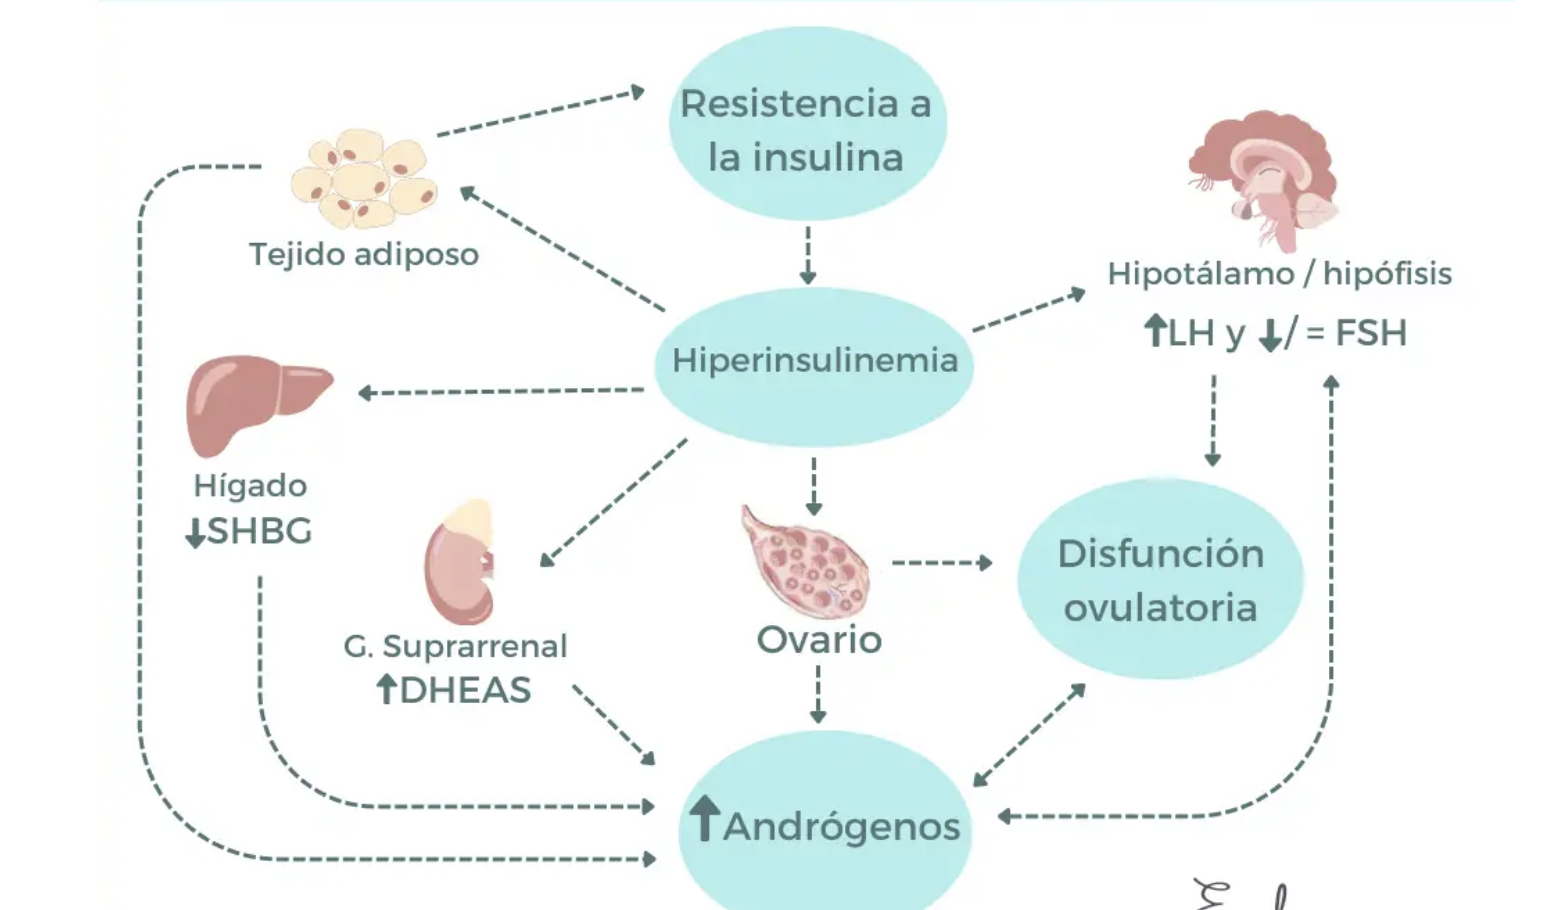 Resistencia a
la insulina
Tejido adiposo
Hipotálamo / hipófisis
↑LH y ↓/ = FSH
Hiperinsulinemia
Hígado
↓SHBG
Disfunción
ovulatoria
G. Suprarrenal
↑DHEAS
Ovario
↑Andrógenos